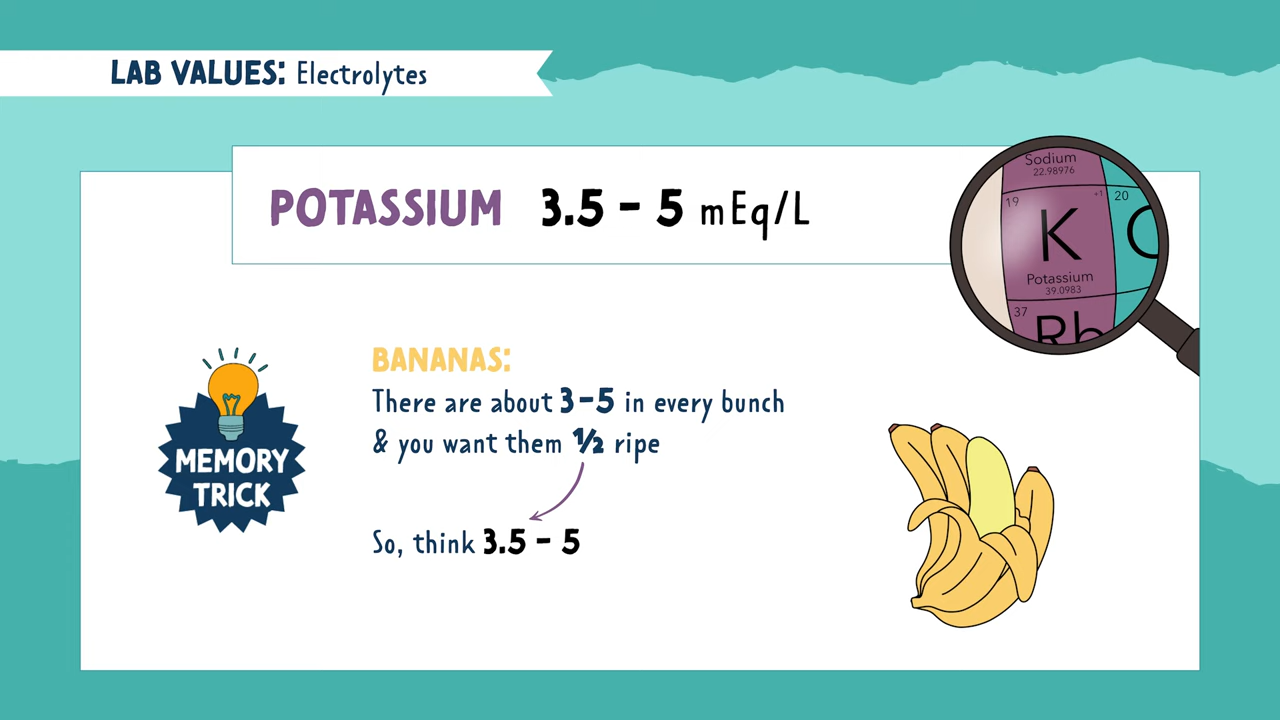 LAB VALUES: Electrolytes
POTASSIUM 3.5 - 5 mEq/L
Sodium
22.98976
19 +1 20
K
Potassium
39.0983
37
Rb
BANANAS:
There are about 3-5 in every bunch
& you want them ½ ripe
MEMORY
TRICK
So, think 3.5 - 5